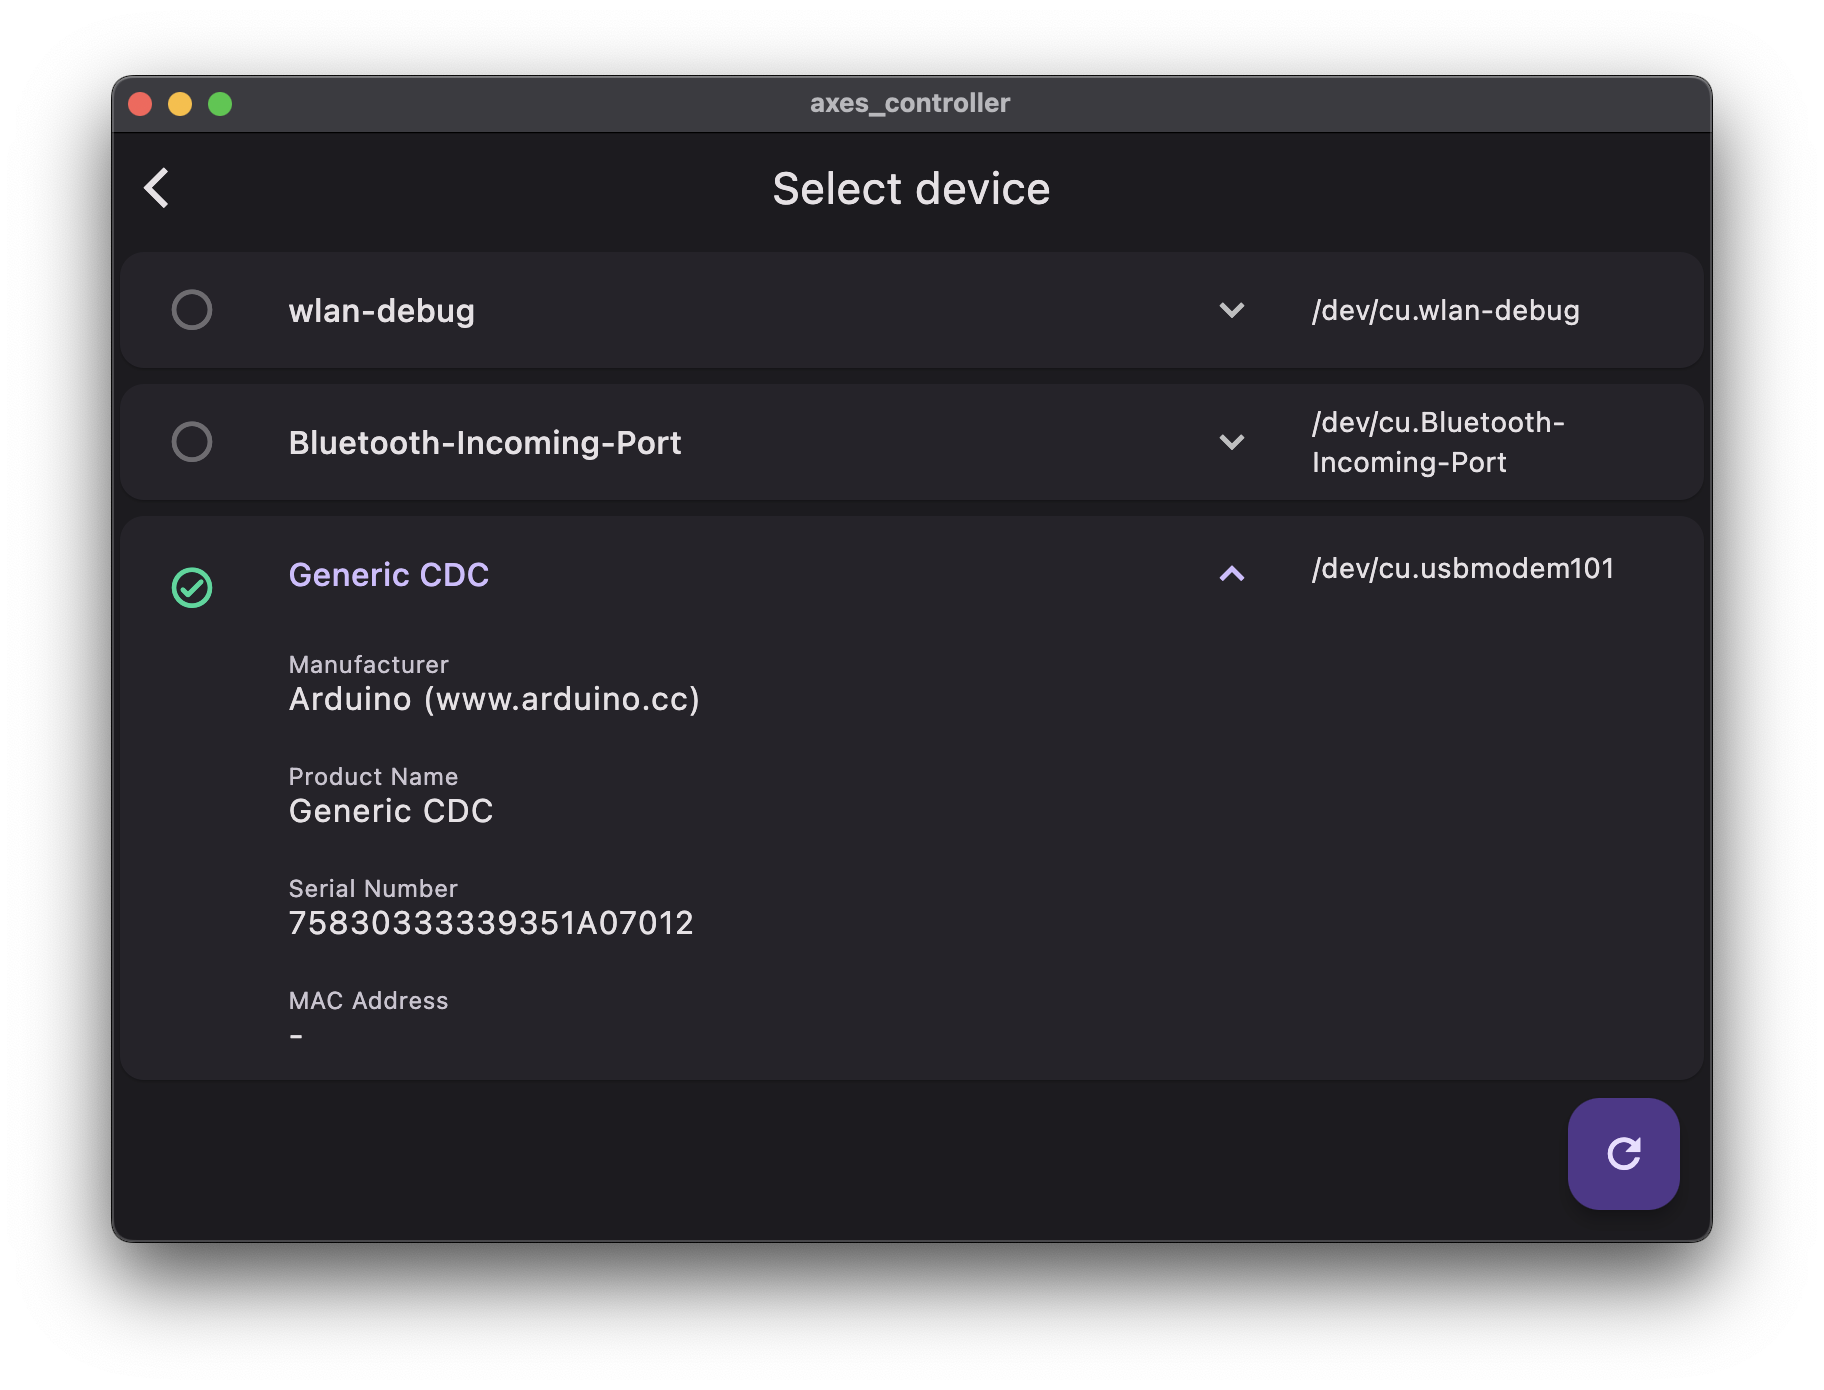 axes_controller
Select device
wlan-debug
/dev/cu.wlan-debug
Bluetooth-Incoming-Port
/dev/cu.Bluetooth-
Incoming-Port
Generic CDC
/dev/cu.usbmodem101
Manufacturer
Arduino (www.arduino.cc)
Product Name
Generic CDC
Serial Number
75830333339351A07012
MAC Address
-